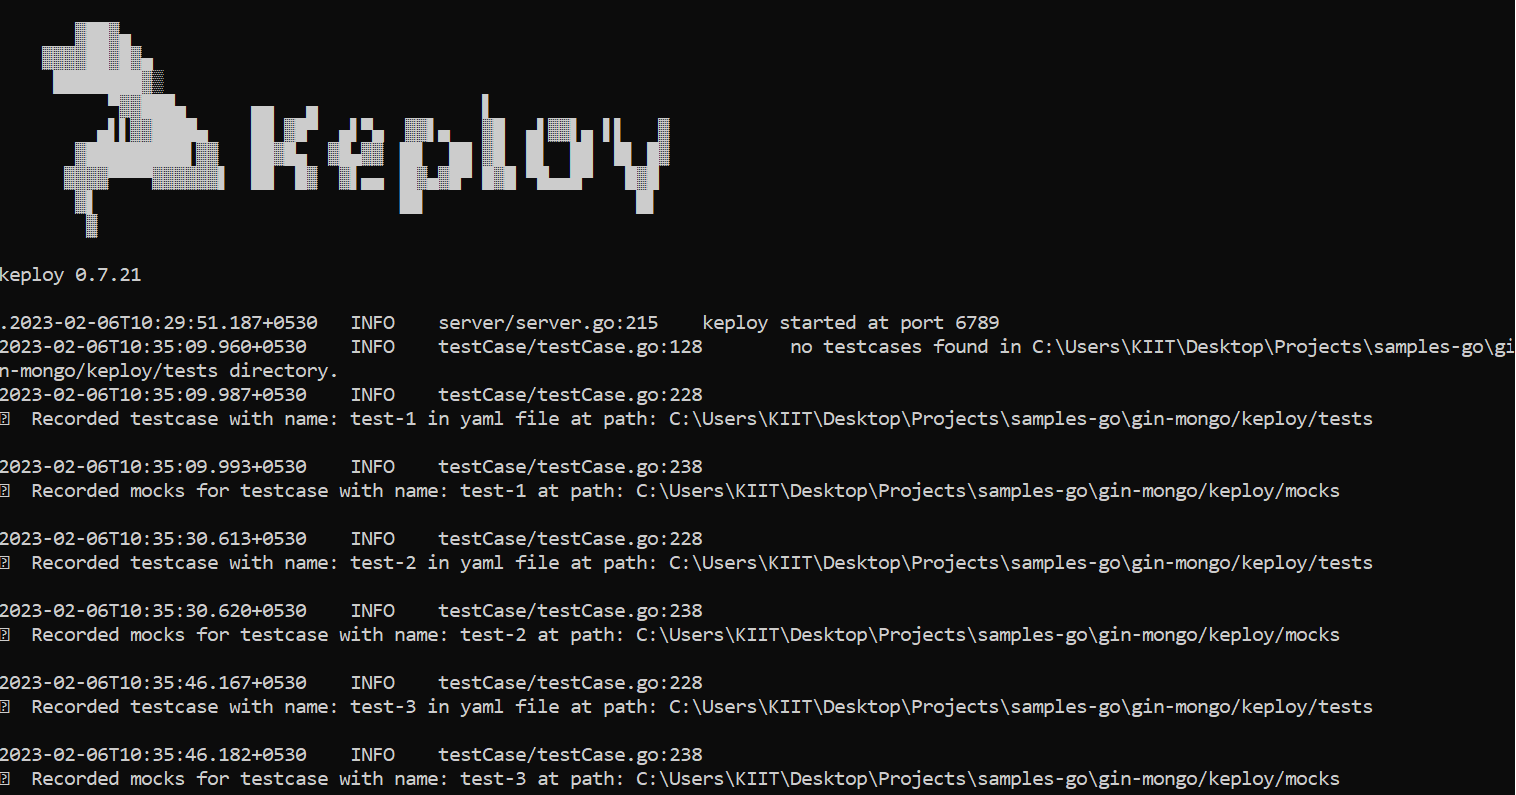 keploy
keploy 0.7.21
.2023-02-06T10:29:51.187+0530 INFO server/server.go:215 keploy started at port 6789
2023-02-06T10:35:09.960+0530 INFO testCase/testCase.go:128 no testcases found in C:\Users\KIIT\Desktop\Projects\samples-go\gi
n-mongo/keploy/tests directory.
2023-02-06T10:35:09.987+0530 INFO testCase/testCase.go:228
⍰ Recorded testcase with name: test-1 in yaml file at path: C:\Users\KIIT\Desktop\Projects\samples-go\gin-mongo/keploy/tests
2023-02-06T10:35:09.993+0530 INFO testCase/testCase.go:238
⍰ Recorded mocks for testcase with name: test-1 at path: C:\Users\KIIT\Desktop\Projects\samples-go\gin-mongo/keploy/mocks
2023-02-06T10:35:30.613+0530 INFO testCase/testCase.go:228
⍰ Recorded testcase with name: test-2 in yaml file at path: C:\Users\KIIT\Desktop\Projects\samples-go\gin-mongo/keploy/tests
2023-02-06T10:35:30.620+0530 INFO testCase/testCase.go:238
⍰ Recorded mocks for testcase with name: test-2 at path: C:\Users\KIIT\Desktop\Projects\samples-go\gin-mongo/keploy/mocks
2023-02-06T10:35:46.167+0530 INFO testCase/testCase.go:228
⍰ Recorded testcase with name: test-3 in yaml file at path: C:\Users\KIIT\Desktop\Projects\samples-go\gin-mongo/keploy/tests
2023-02-06T10:35:46.182+0530 INFO testCase/testCase.go:238
⍰ Recorded mocks for testcase with name: test-3 at path: C:\Users\KIIT\Desktop\Projects\samples-go\gin-mongo/keploy/mocks